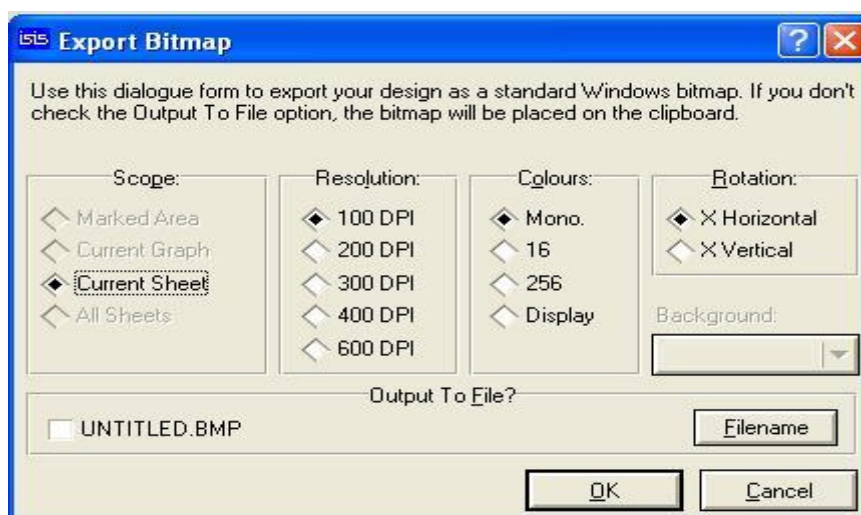 isis Export Bitmap
Use this dialogue form to export your design as a standard Windows bitmap. If you don't
check the Output To File option, the bitmap will be placed on the clipboard.
Scope:
Marked Area
Current Graph
Current Sheet
All Sheets
Resolution:
100 DPI
200 DPI
300 DPI
400 DPI
600 DPI
Colours:
Mono.
16
256
Display
Rotation:
X Horizontal
X Vertical
Background:
Output To File?
UNTITLED.BMP
Filename
OK
Cancel